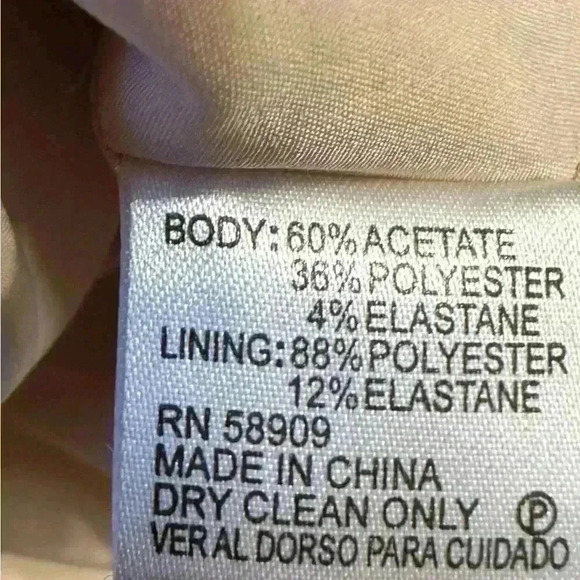 BODY: 60% ACETATE
36% POLYESTER
4% ELASTANE
LINING: 88% POLYESTER
12% ELASTANE
RN 58909
MADE IN CHINA
DRY CLEAN ONLY Ⓟ
VER AL DORSO PARA CUIDADO